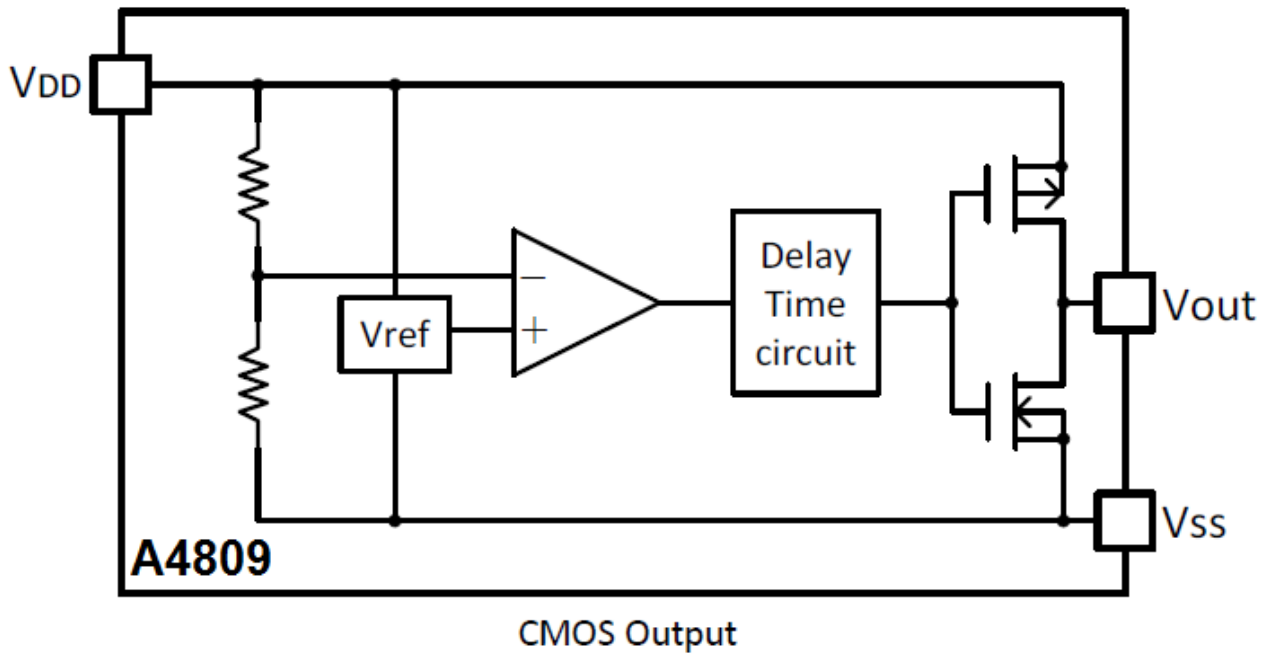 VDD
−
+
Vref
Delay
Time
circuit
Vout
Vss
A4809
CMOS Output